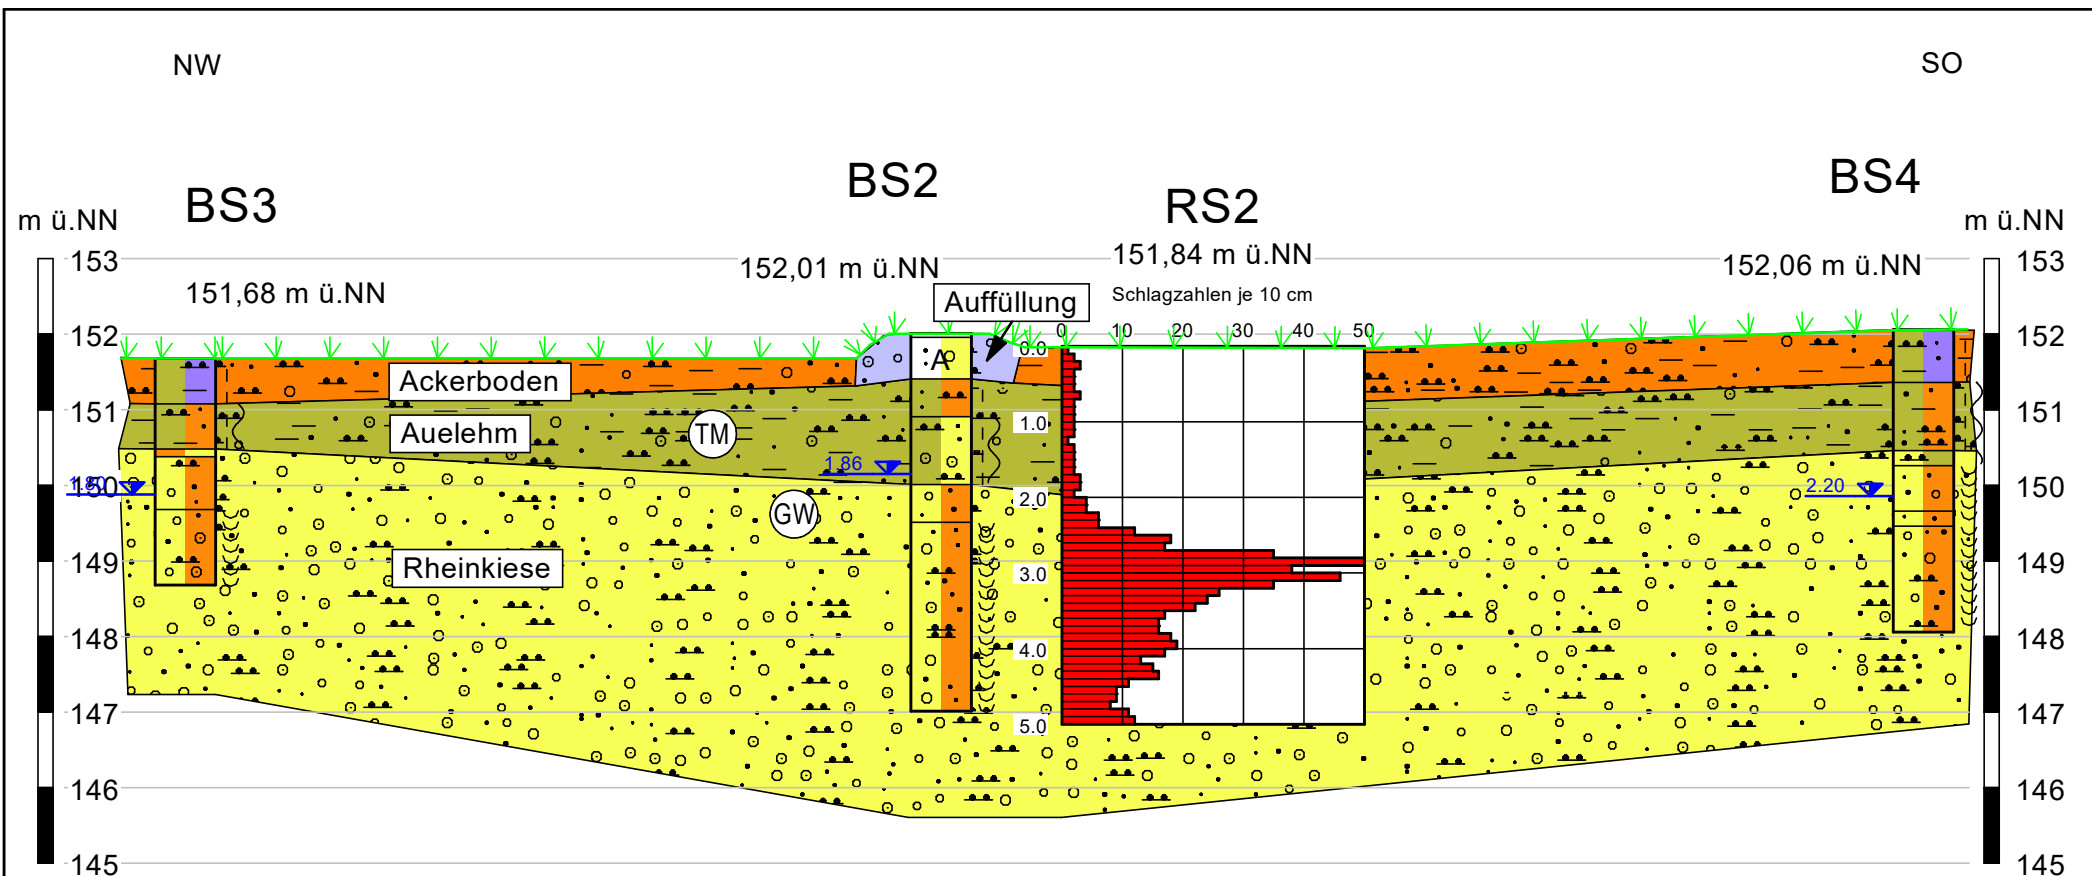 NW
SO
BS3
BS2
RS2
BS4
m ü.NN
m ü.NN
151,68 m ü.NN
152,01 m ü.NN
151,84 m ü.NN
152,06 m ü.NN
Schlagzahlen je 10 cm
Auffüllung
0 10 20 30 40 50
153
152
151
150
149
148
147
146
145
0.0
1.0
2.0
3.0
4.0
5.0
153
152
151
150
149
148
147
146
145
A
Ackerboden
Auelehm
TM
1.86
1.80
GW
2.20
Rheinkiese